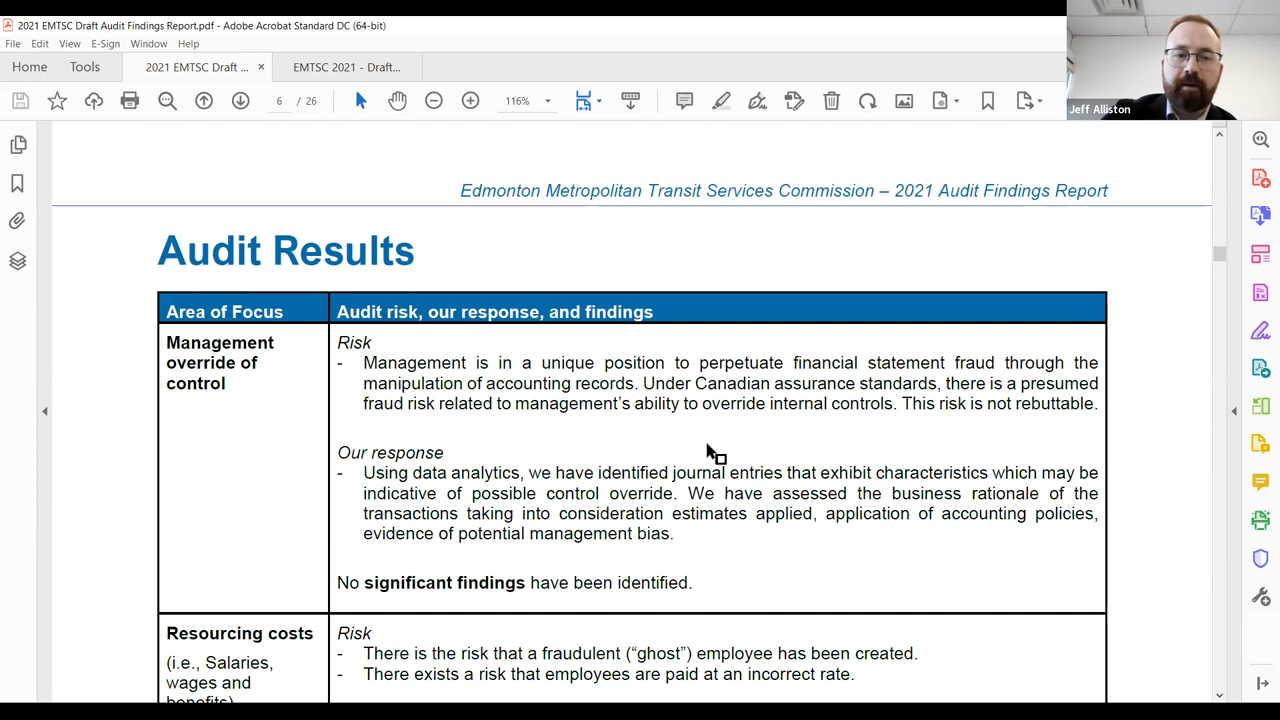 2021 EMTSC Draft Audit Findings Report.pdf - Adobe Acrobat Standard DC (64-bit)
File Edit View E-Sign Window Help
Home Tools 2021 EMTSC Draft ... × EMTSC 2021 - Draft...
6 / 26 116%
Jeff Alliston
Edmonton Metropolitan Transit Services Commission – 2021 Audit Findings Report
Audit Results
Area of Focus
Audit risk, our response, and findings
Management
override of
control
Risk
- Management is in a unique position to perpetuate financial statement fraud through the
manipulation of accounting records. Under Canadian assurance standards, there is a presumed
fraud risk related to management's ability to override internal controls. This risk is not rebuttable.
Our response
- Using data analytics, we have identified journal entries that exhibit characteristics which may be
indicative of possible control override. We have assessed the business rationale of the
transactions taking into consideration estimates applied, application of accounting policies,
evidence of potential management bias.
No significant findings have been identified.
Resourcing costs
(i.e., Salaries,
wages and
benefits)
Risk
- There is the risk that a fraudulent ("ghost") employee has been created.
- There exists a risk that employees are paid at an incorrect rate.